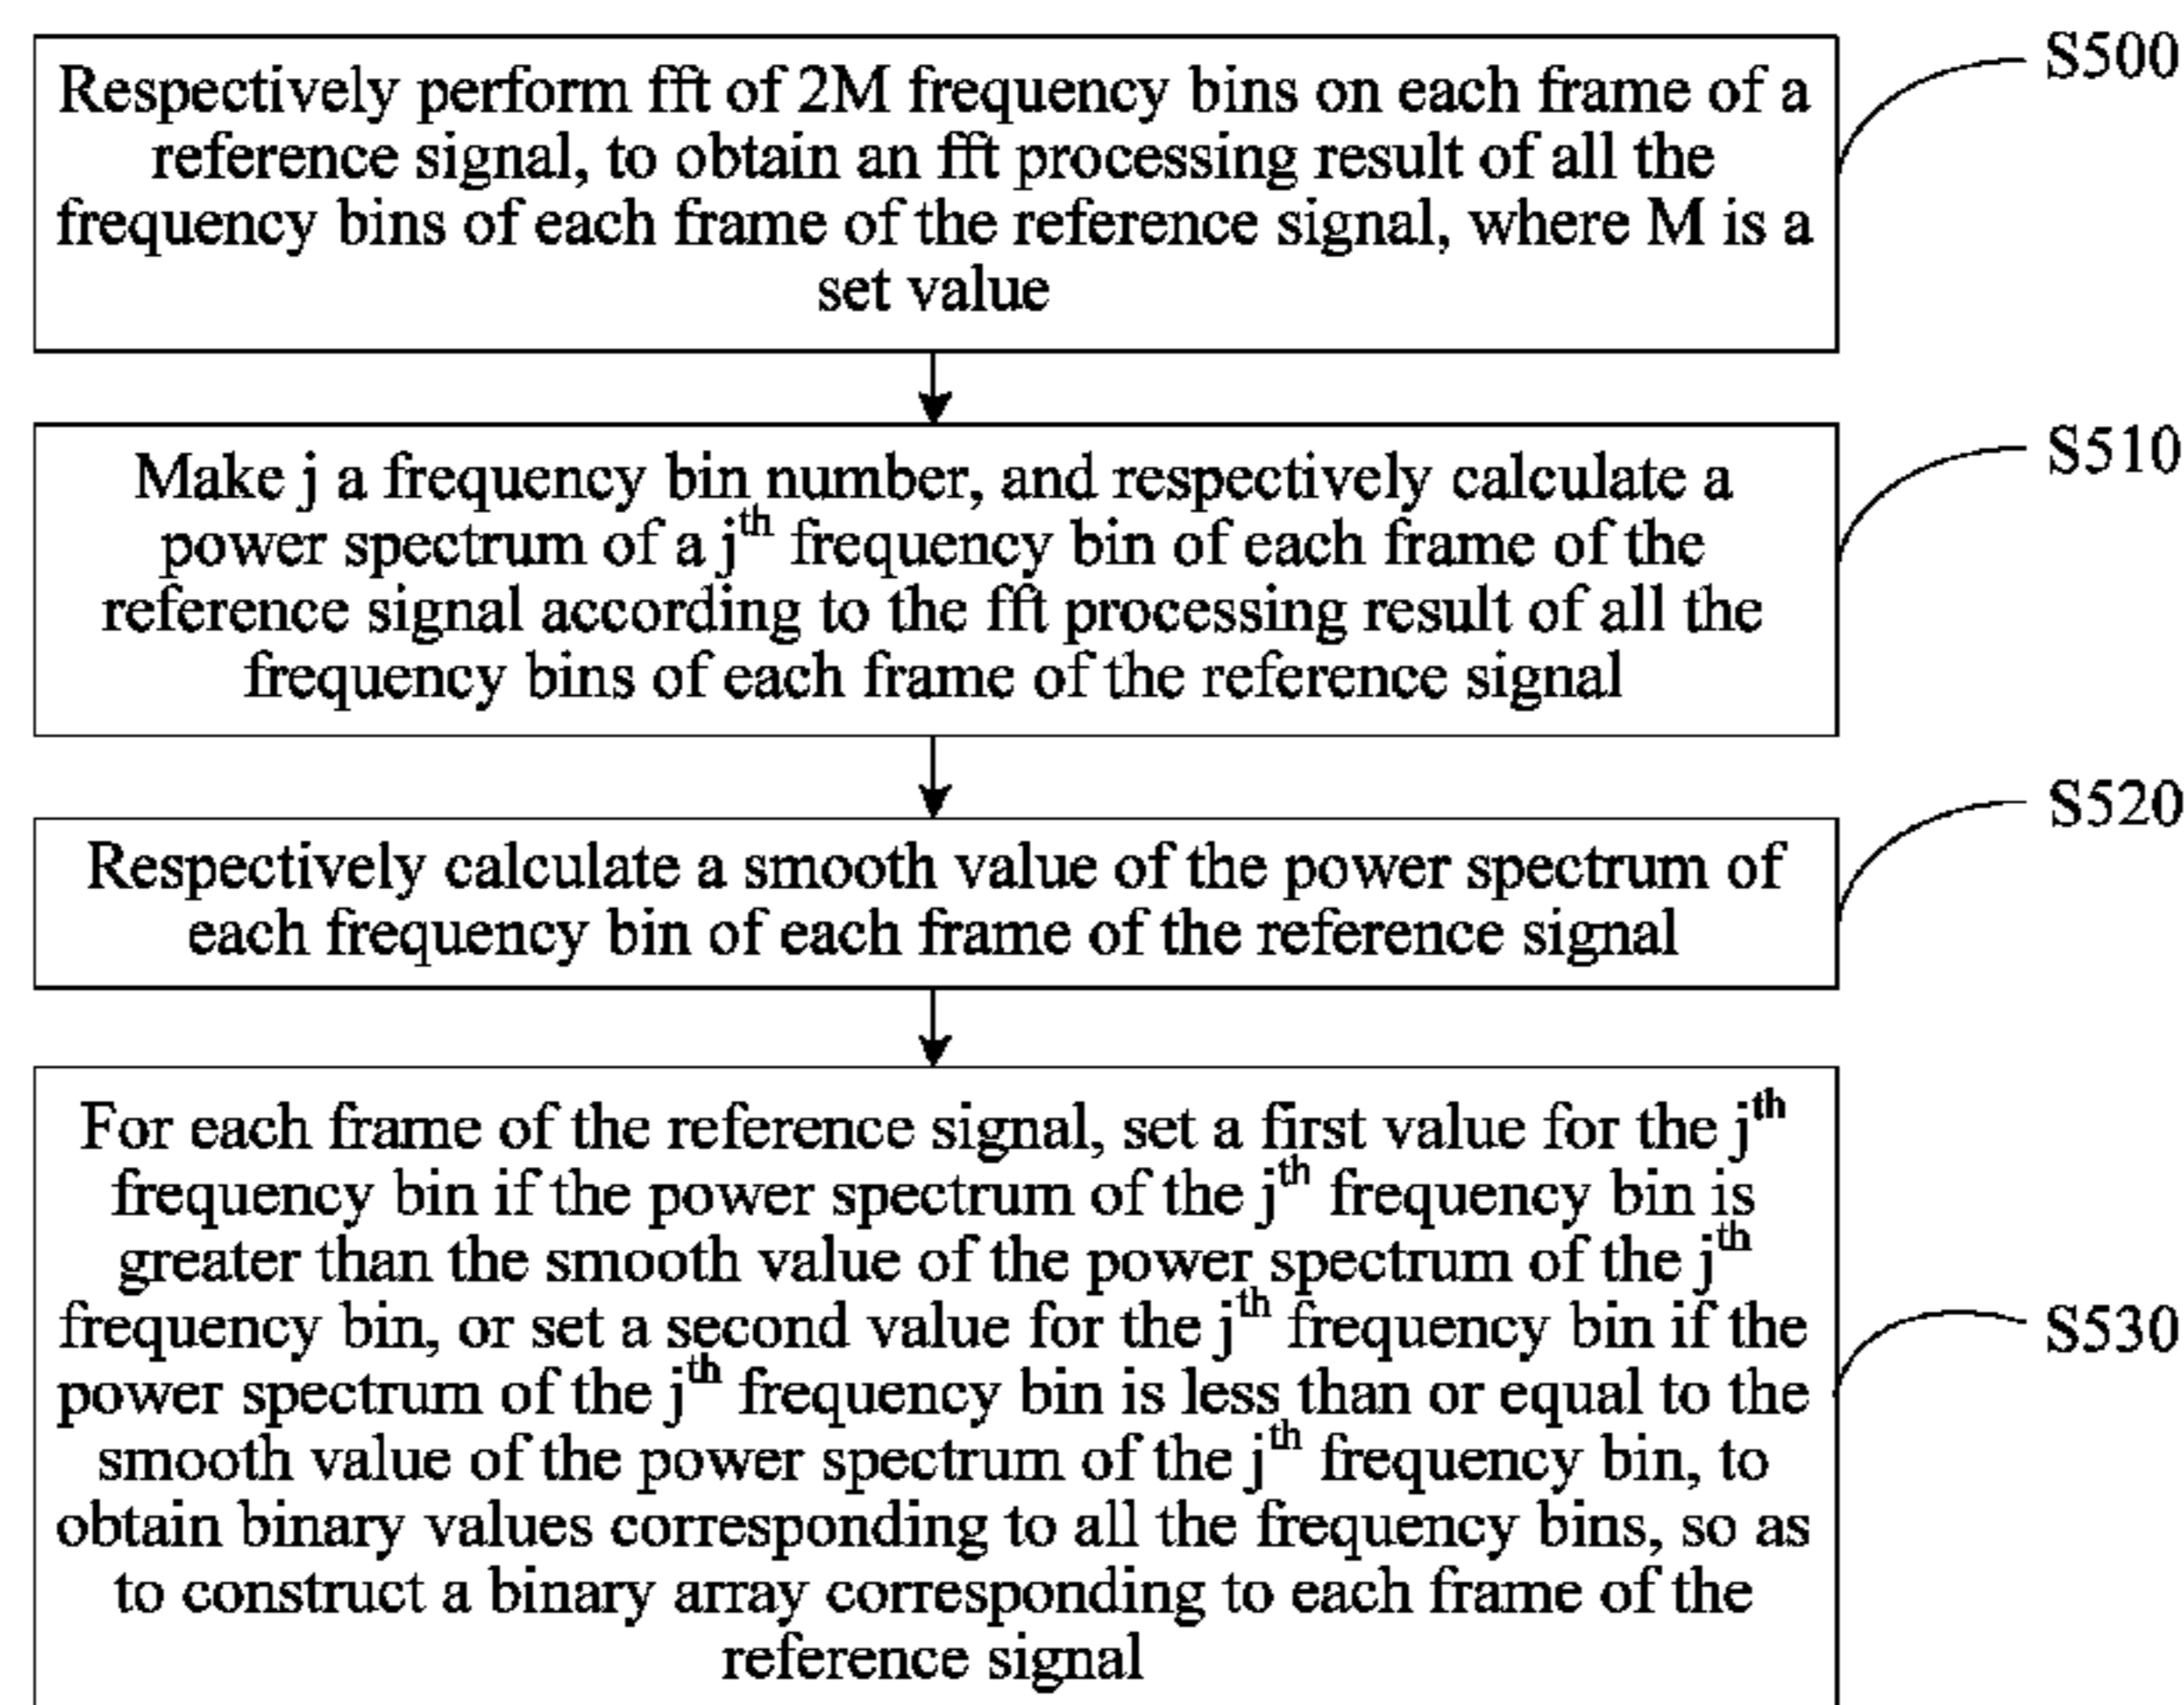 Respectively perform fft of 2M frequency bins on each frame of a
reference signal, to obtain an fft processing result of all the
frequency bins of each frame of the reference signal, where M is a
set value
S500
Make j a frequency bin number, and respectively calculate a
power spectrum of a jth frequency bin of each frame of the
reference signal according to the fft processing result of all the
frequency bins of each frame of the reference signal
S510
Respectively calculate a smooth value of the power spectrum of
each frequency bin of each frame of the reference signal
S520
For each frame of the reference signal, set a first value for the jth
frequency bin if the power spectrum of the jth frequency bin is
greater than the smooth value of the power spectrum of the jth
frequency bin, or set a second value for the jth frequency bin if the
power spectrum of the jth frequency bin is less than or equal to the
smooth value of the power spectrum of the jth frequency bin, to
obtain binary values corresponding to all the frequency bins, so as
to construct a binary array corresponding to each frame of the
reference signal
S530